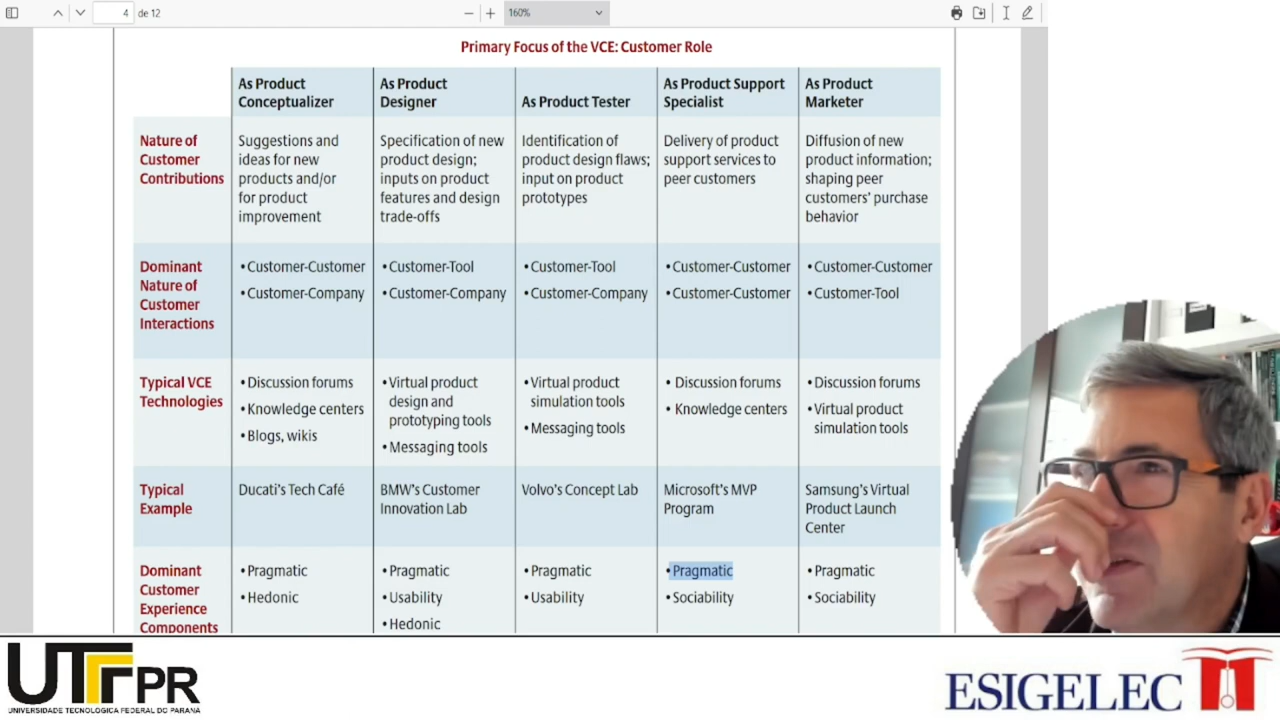 4 de 12
160%
Primary Focus of the VCE: Customer Role
As Product
Conceptualizer
As Product
Designer
As Product Tester
As Product Support
Specialist
As Product
Marketer
Nature of
Customer
Contributions
Suggestions and
ideas for new
products and/or
for product
improvement
Specification of new
product design;
inputs on product
features and design
trade-offs
Identification of
product design flaws;
input on product
prototypes
Delivery of product
support services to
peer customers
Diffusion of new
product information;
shaping peer
customers' purchase
behavior
Dominant
Nature of
Customer
Interactions
•Customer-Customer
•Customer-Company
•Customer-Tool
•Customer-Company
•Customer-Tool
•Customer-Company
•Customer-Customer
•Customer-Customer
•Customer-Customer
•Customer-Tool
Typical VCE
Technologies
•Discussion forums
•Knowledge centers
•Blogs, wikis
•Virtual product
design and
prototyping tools
•Messaging tools
•Virtual product
simulation tools
•Messaging tools
• Discussion forums
• Knowledge centers
•Discussion forums
•Virtual product
simulation tools
Typical
Example
Ducati's Tech Café
BMW's Customer
Innovation Lab
Volvo's Concept Lab
Microsoft's MVP
Program
Samsung's Virtual
Product Launch
Center
Dominant
Customer
Experience
Components
•Pragmatic
•Hedonic
•Pragmatic
•Usability
•Hedonic
•Pragmatic
•Usability
•Pragmatic
•Sociability
•Pragmatic
•Sociability
UTFPR
UNIVERSIDADE TECNOLÓGICA FEDERAL DO PARANÁ
ESIGELEC